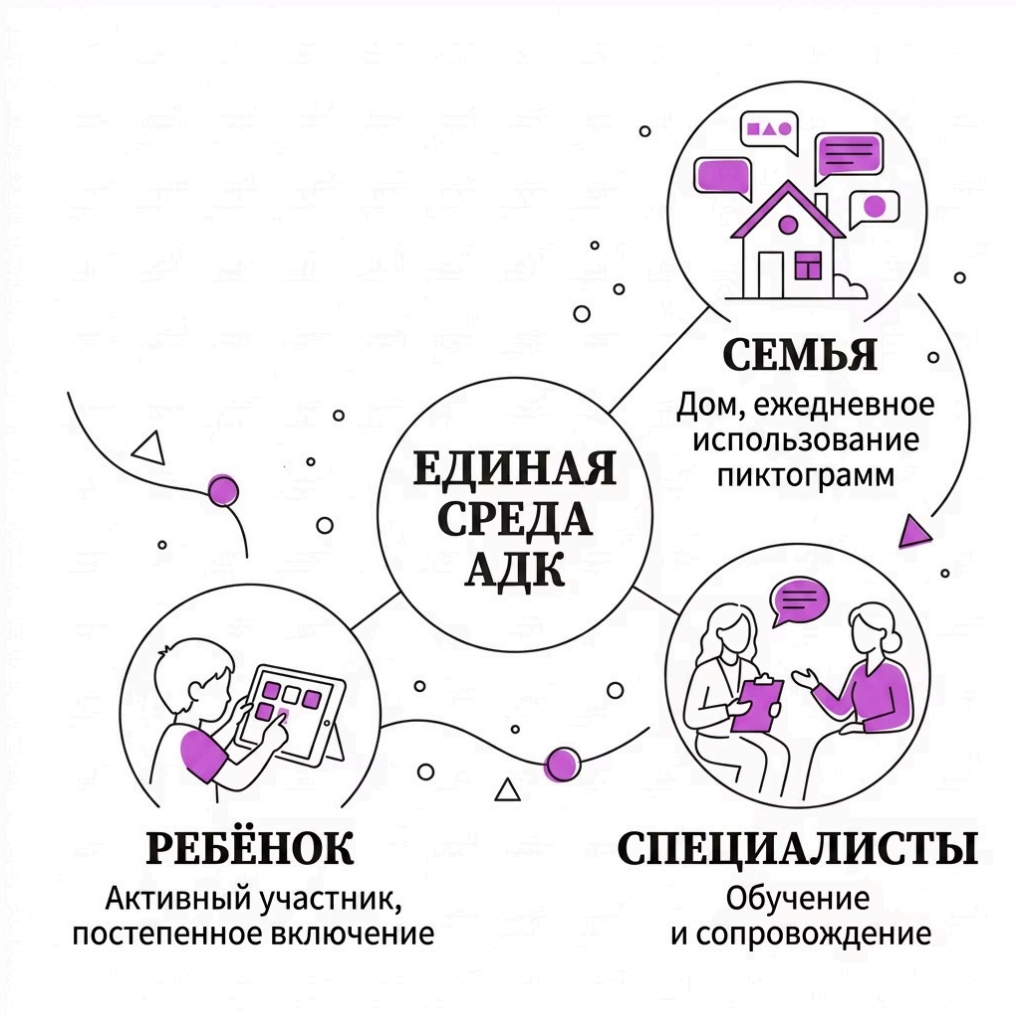 СЕМЬЯ
Дом, ежедневное
использование
пиктограмм
ЕДИНАЯ
СРЕДА
АДК
РЕБЁНОК
Активный участник,
постепенное включение
СПЕЦИАЛИСТЫ
Обучение
и сопровождение